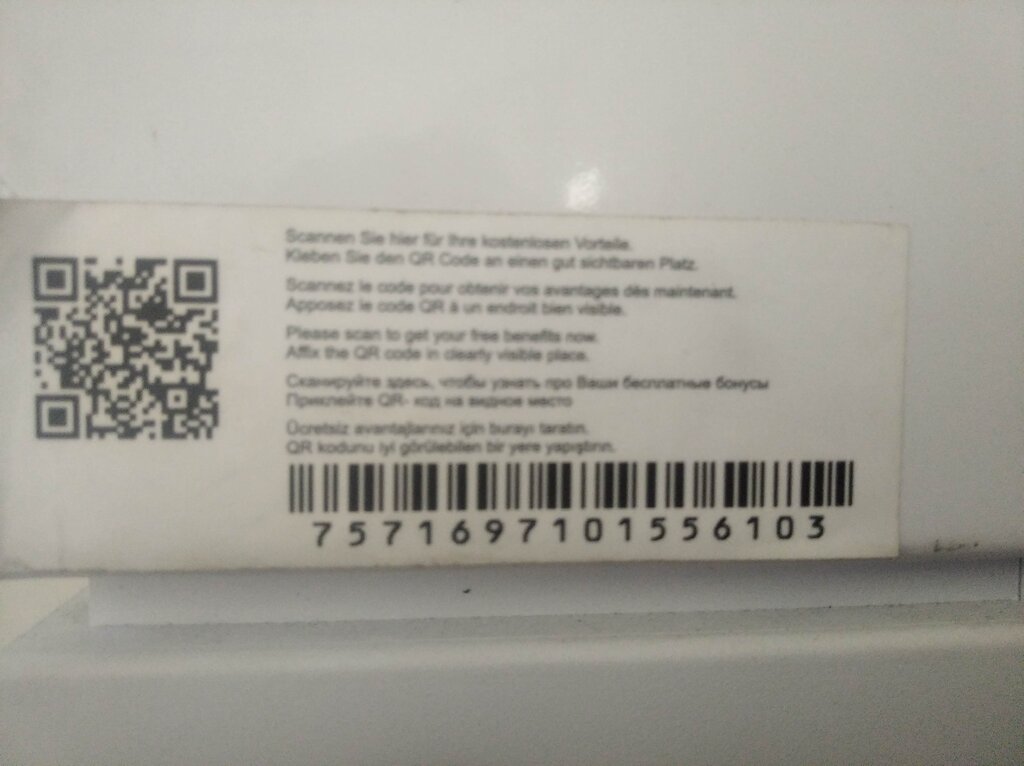 Scannen Sie hier für Ihre kostenlosen Vorteile.
Kleben Sie den QR Code an einen gut sichtbaren Platz.
Scannez le code pour obtenir vos avantages dès maintenant.
Apposez le code QR à un endroit bien visible.
Please scan to get your free benefits now.
Affix the QR code in clearly visible place.
Сканируйте здесь, чтобы узнать про Ваши бесплатные бонусы
Приклейте QR- код на видное место
Ücretsiz avantajlarınız için burayı taratın.
QR kodunu iyi görülebilen bir yere yapıştırın.
7571697101556103